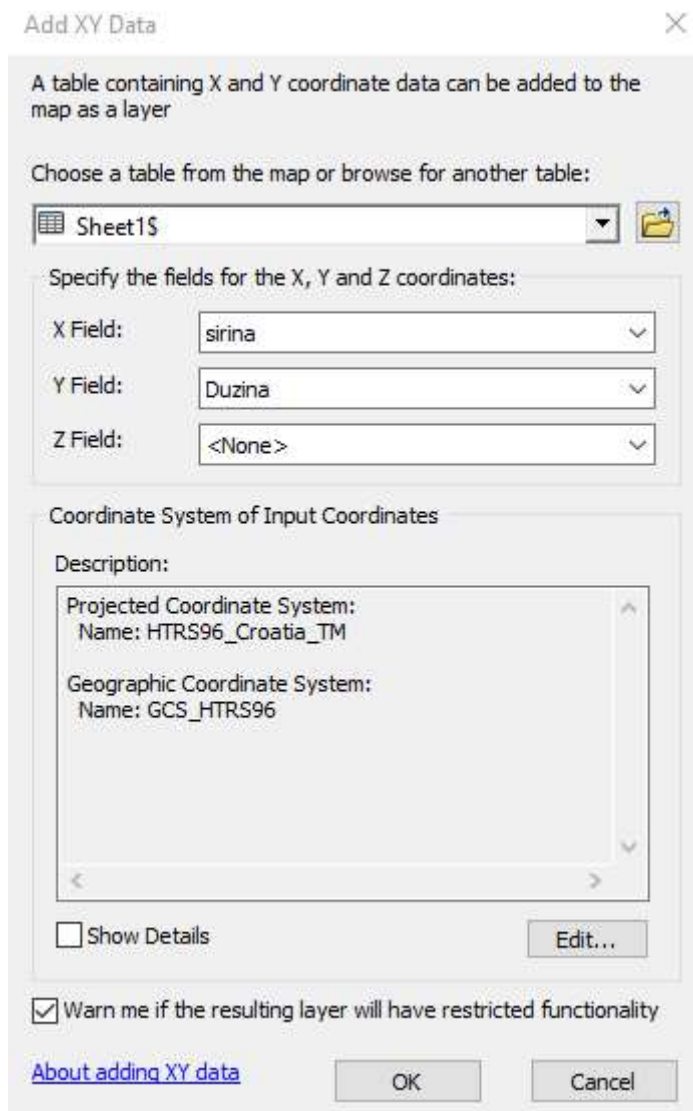 Add XY Data
A table containing X and Y coordinate data can be added to the
map as a layer
Choose a table from the map or browse for another table:
Sheet1$
Specify the fields for the X, Y and Z coordinates:
X Field: sirina
Y Field: Duzina
Z Field: <None>
Coordinate System of Input Coordinates
Description:
Projected Coordinate System:
Name: HTRS96_Croatia_TM
Geographic Coordinate System:
Name: GCS_HTRS96
Show Details Edit...
Warn me if the resulting layer will have restricted functionality
About adding XY data OK Cancel